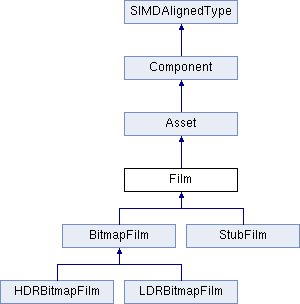 SIMDAlignedType
Component
Asset
Film
BitmapFilm
StubFilm
HDRBitmapFilm
LDRBitmapFilm